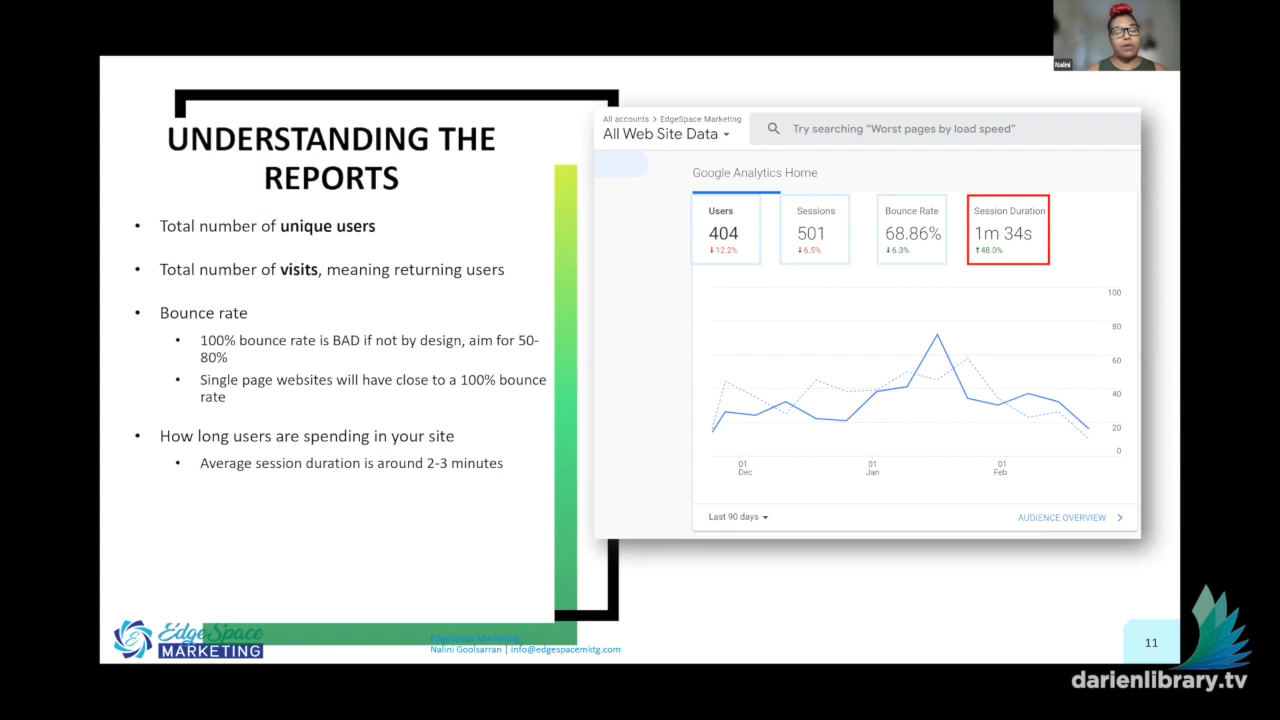 Nalini
UNDERSTANDING THE
REPORTS
• Total number of unique users
• Total number of visits, meaning returning users
• Bounce rate
• 100% bounce rate is BAD if not by design, aim for 50-
80%
• Single page websites will have close to a 100% bounce
rate
• How long users are spending in your site
• Average session duration is around 2-3 minutes
All accounts > EdgeSpace Marketing
All Web Site Data
Try searching “Worst pages by load speed”
Google Analytics Home
Users
404
↓12.2%
Sessions
501
↓6.5%
Bounce Rate
68.86%
↓6.3%
Session Duration
1m 34s
↑48.0%
100
80
60
40
20
0
01
Dec
01
Jan
01
Feb
Last 90 days
AUDIENCE OVERVIEW
EdgeSpace
MARKETING
EdgeSpace Marketing
Nalini Goolsarran | info@edgespacemktg.com
11
darienlibrary.tv